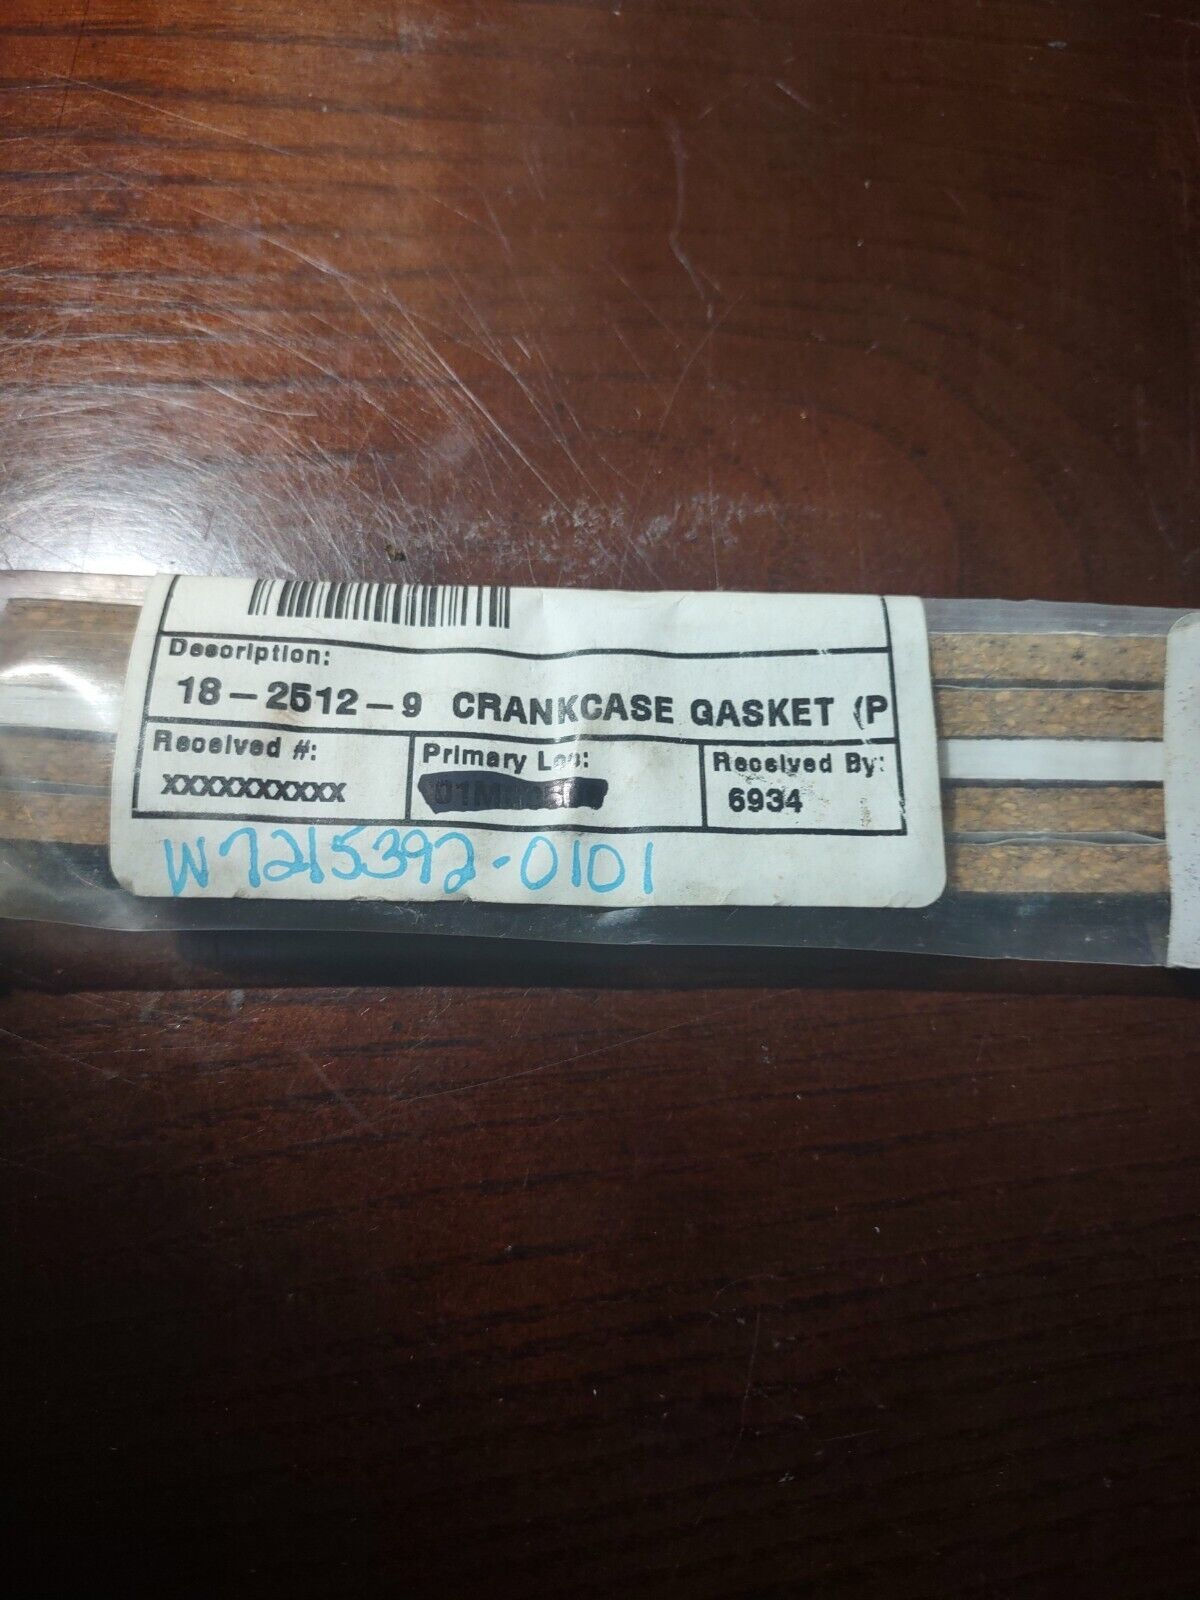 Description:
18-2512-9 CRANKCASE GASKET (P
Received #:
XXXXXXXXXXX
Primary Loc:
Received By:
6934
W7215392-0101